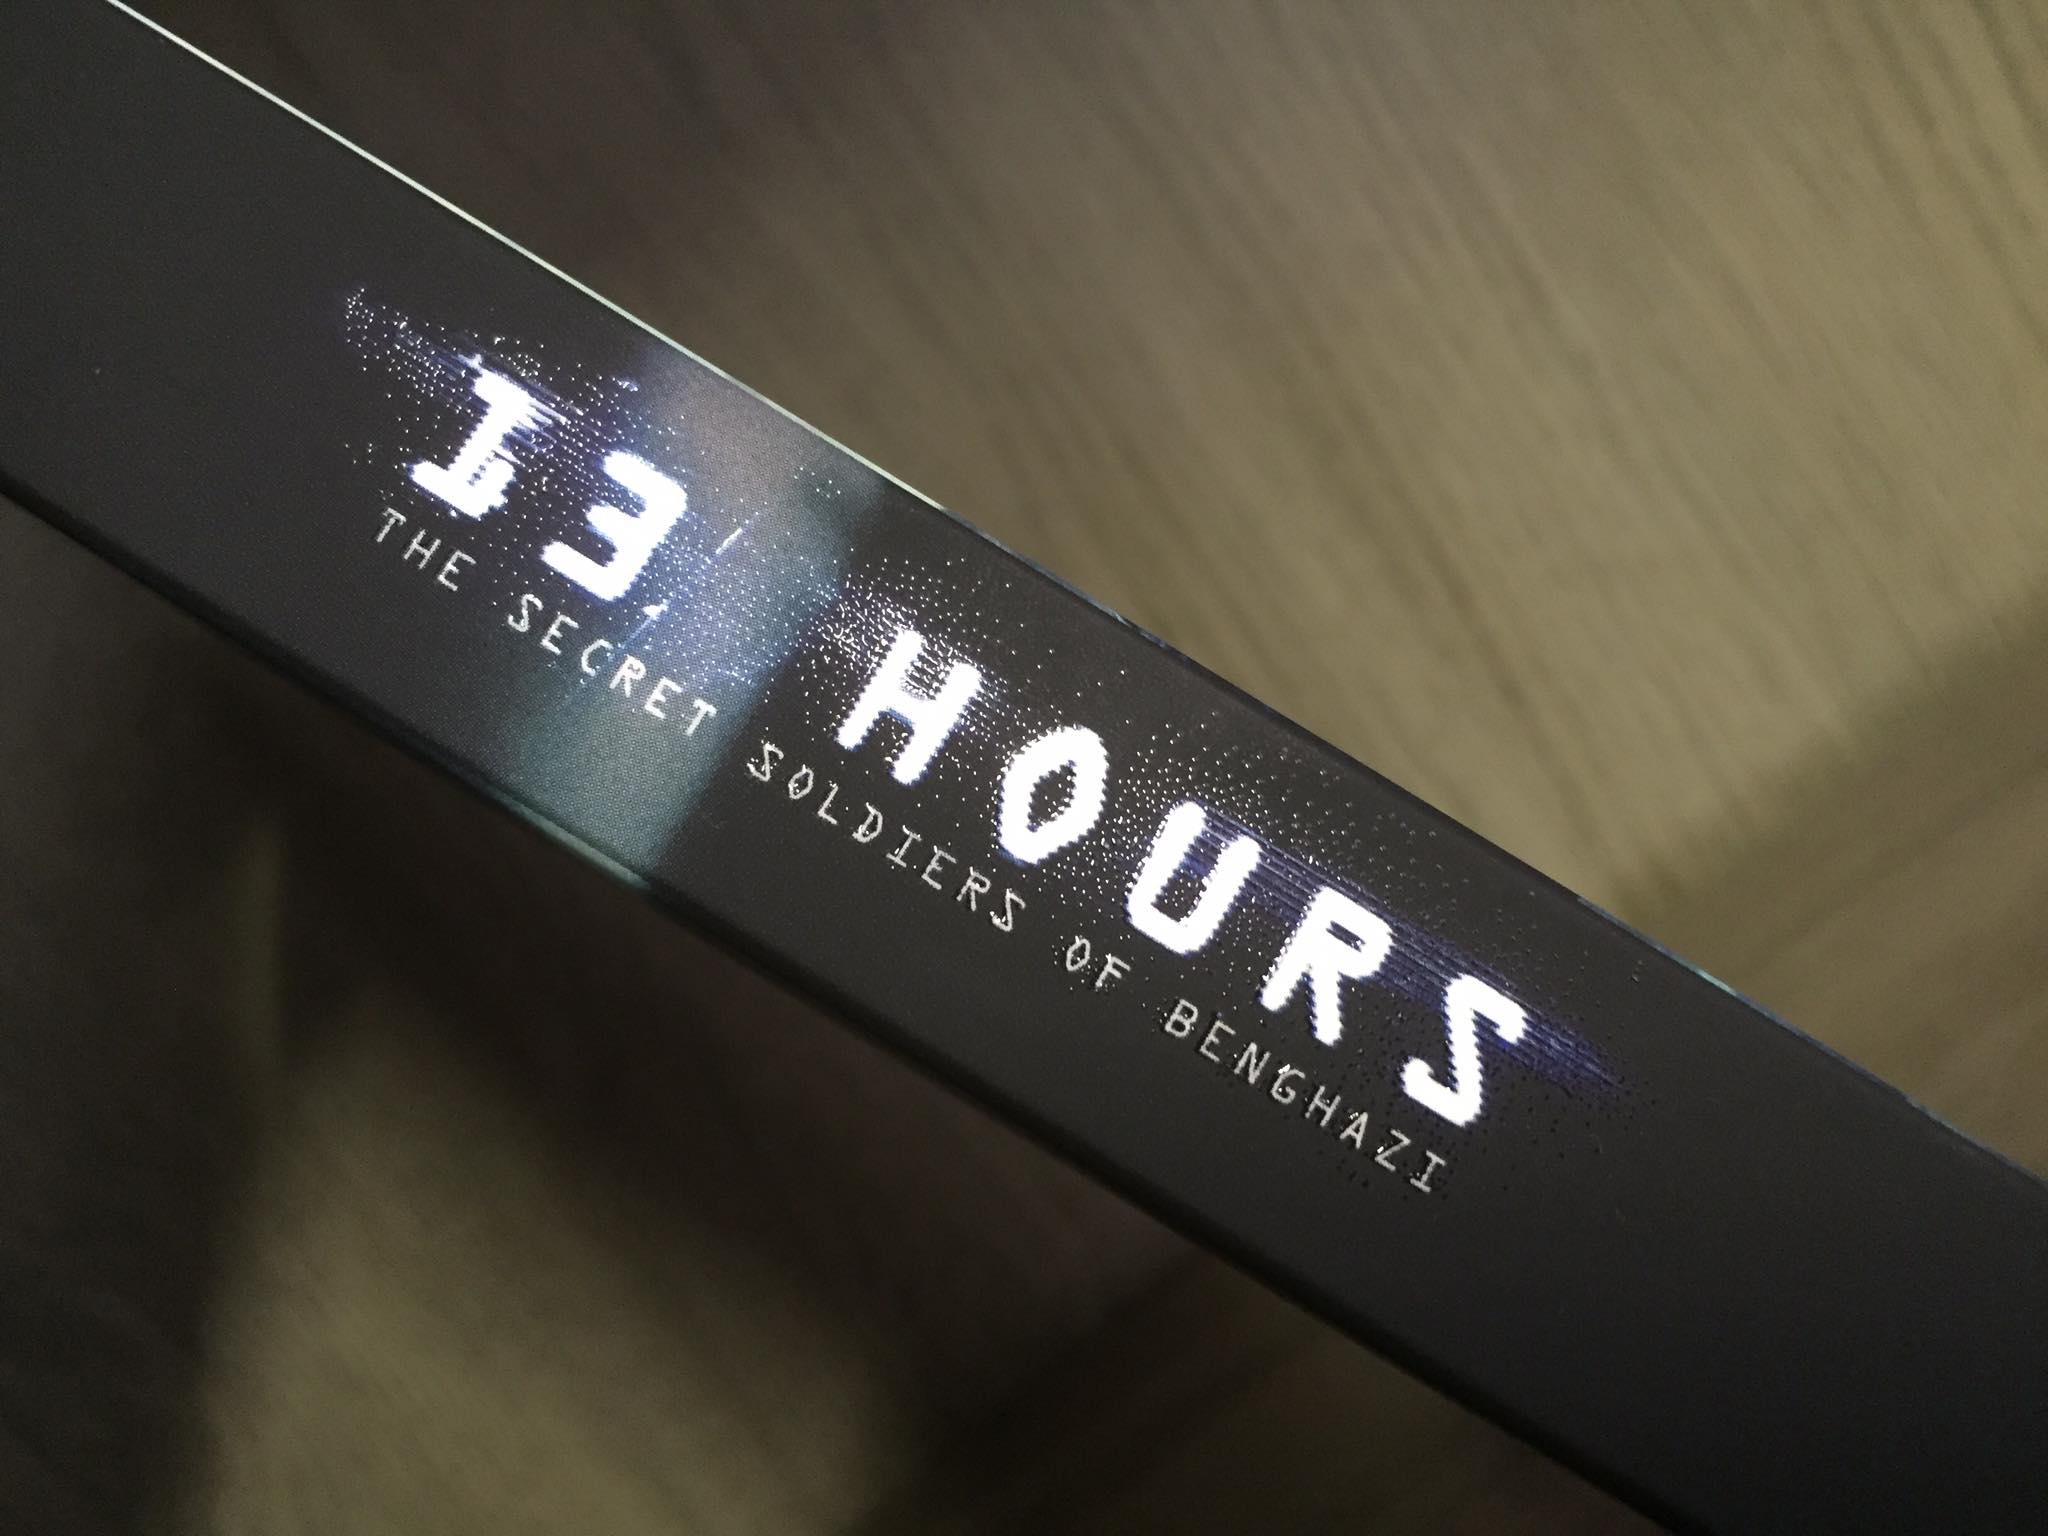 13 HOURS
THE SECRET SOLDIERS OF BENGHAZI